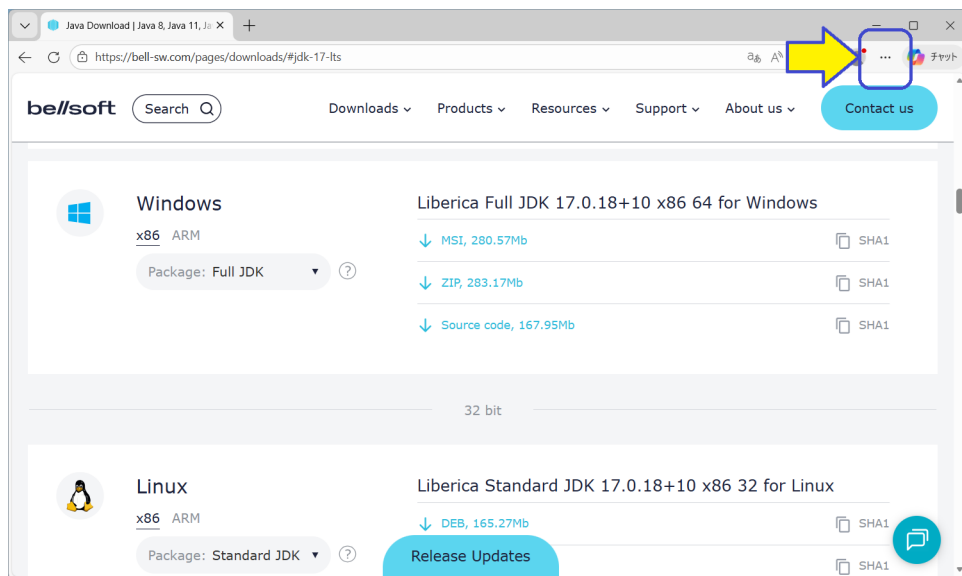 Java Download | Java 8, Java 11, Ja
https://bell-sw.com/pages/downloads/#jdk-17-lts
チャット
bellsoft
Search
Downloads
Products
Resources
Support
About us
Contact us
Windows
x86 ARM
Package: Full JDK
Liberica Full JDK 17.0.18+10 x86 64 for Windows
MSI, 280.57Mb
SHA1
ZIP, 283.17Mb
SHA1
Source code, 167.95Mb
SHA1
32 bit
Linux
x86 ARM
Package: Standard JDK
Liberica Standard JDK 17.0.18+10 x86 32 for Linux
DEB, 165.27Mb
SHA1
SHA1
Release Updates